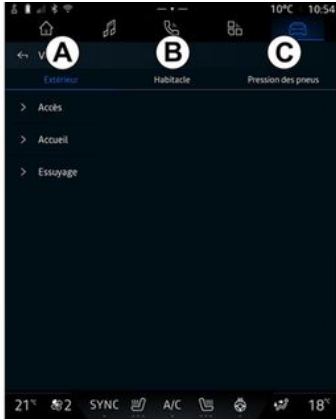 10°C 10:54
A B C
V
Extérieur Habitacle Pression des pneus
Accès
Accueil
Essuyage
21°C 2 SYNC A/C 18°